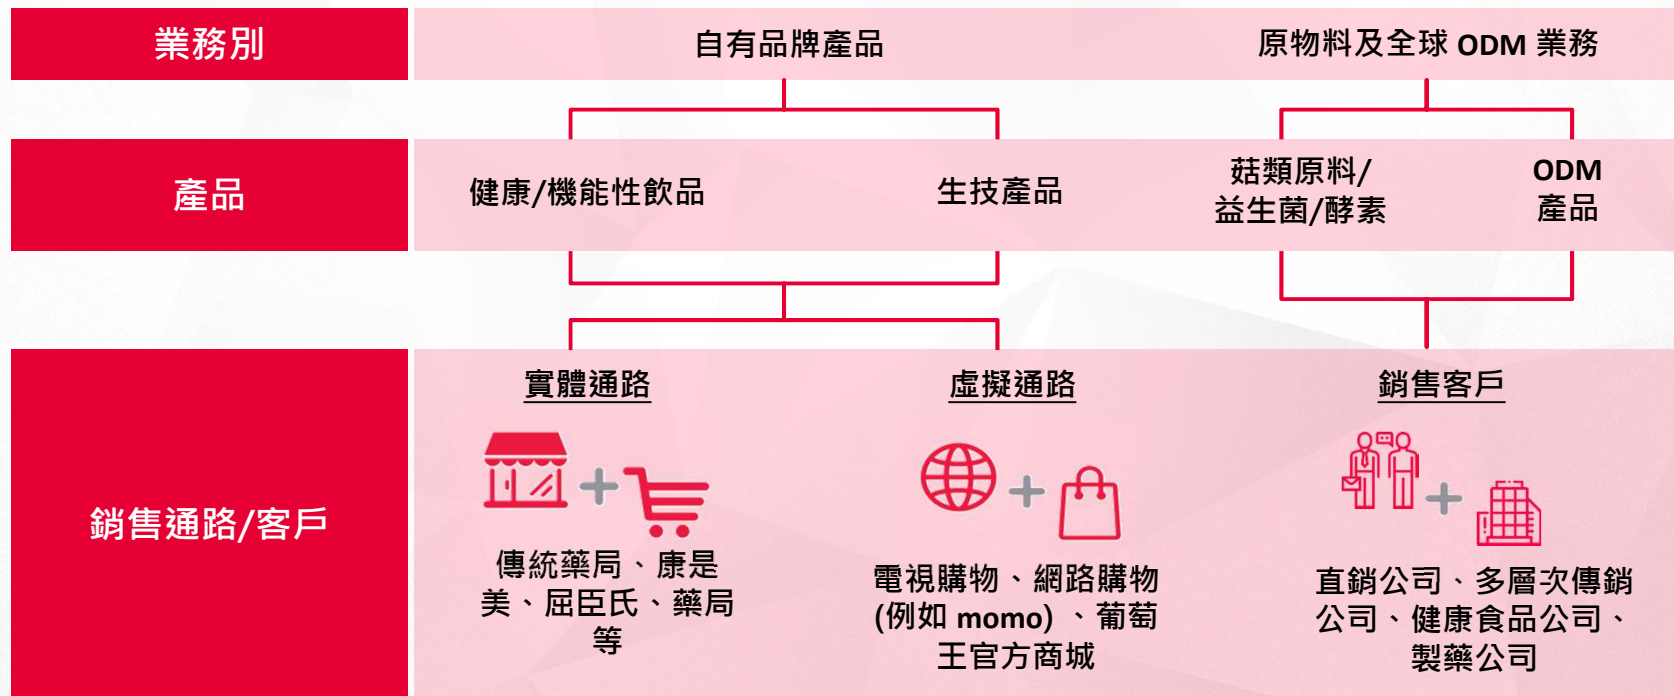 業務別
自有品牌產品
原物料及全球 ODM 業務
產品
健康/機能性飲品
生技產品
菇類原料/
益生菌/酵素
ODM
產品
銷售通路/客戶
實體通路
傳統藥局、康是
美、屈臣氏、藥局
等
虛擬通路
電視購物、網路購物
(例如 momo) 、葡萄
王官方商城
銷售客戶
直銷公司、多層次傳銷
公司、健康食品公司、
製藥公司